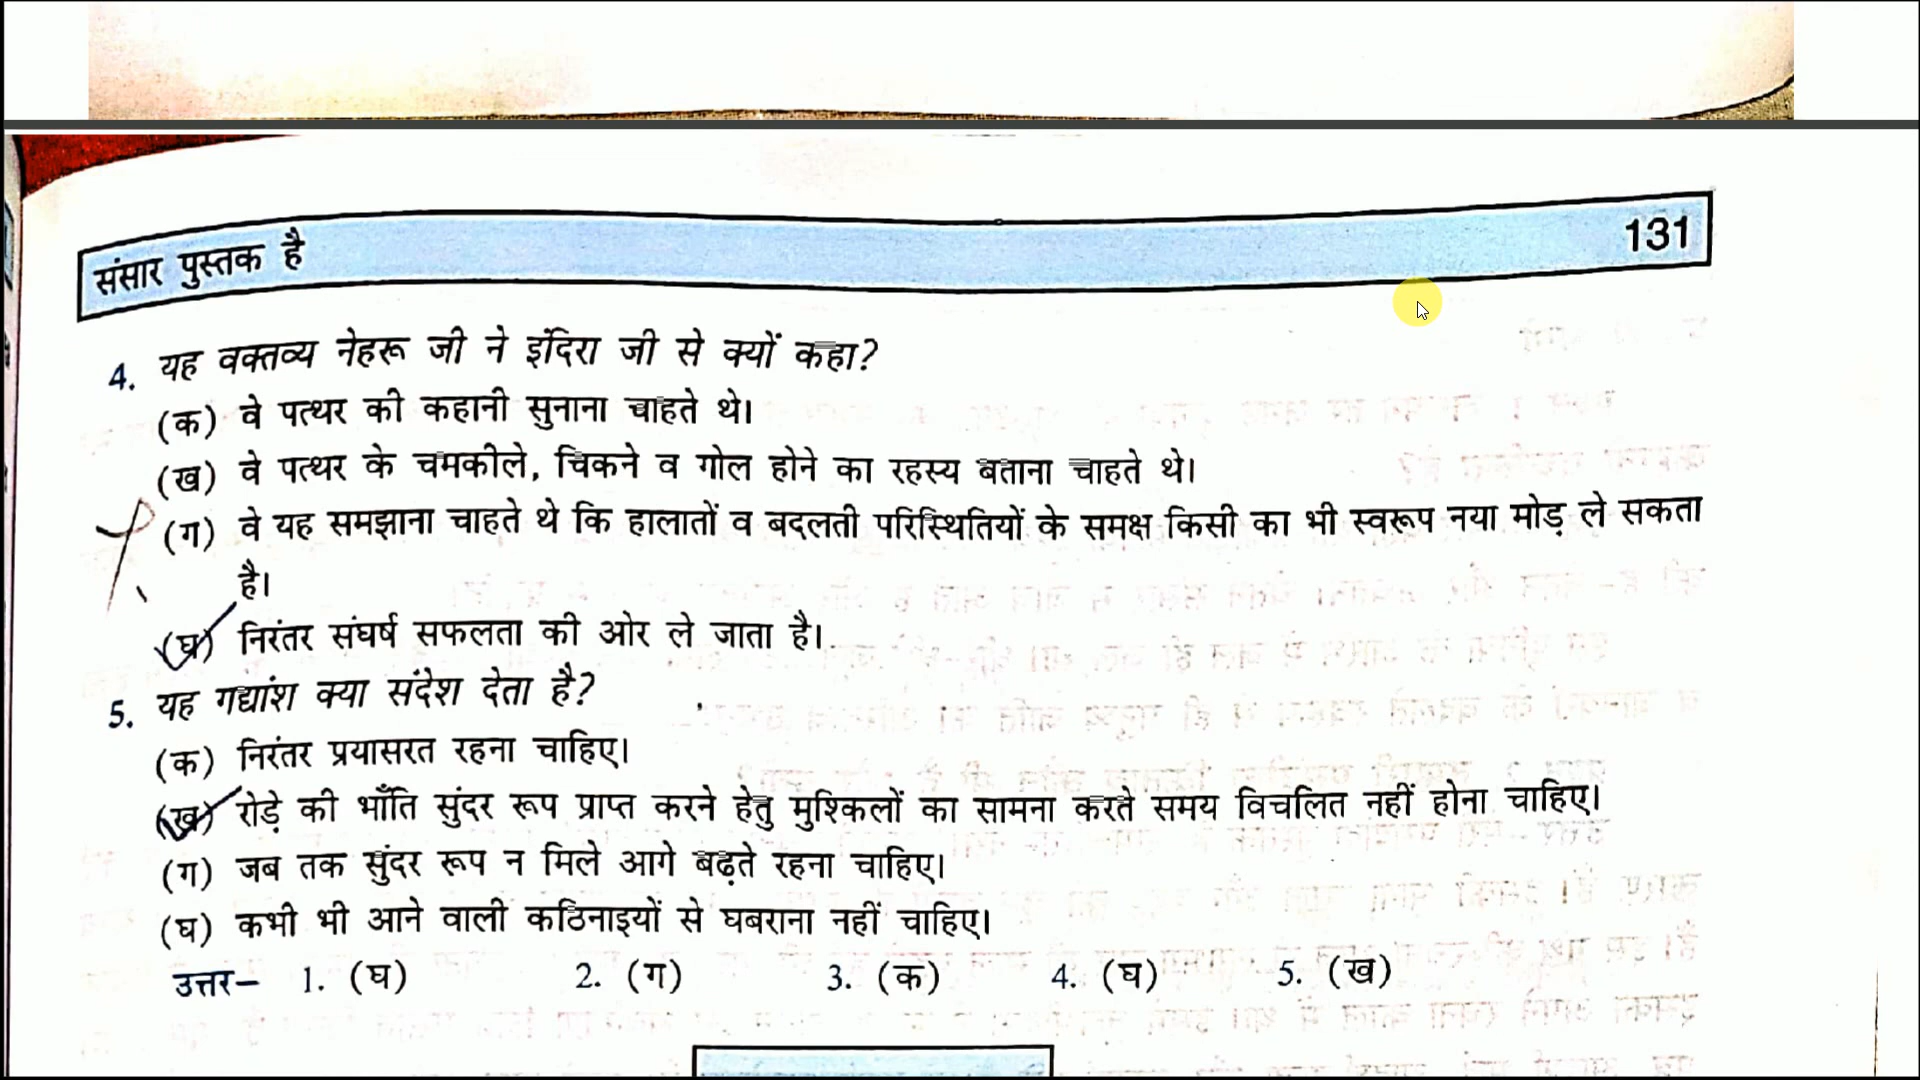 संसार पुस्तक है
131
4. यह वक्तव्य नेहरू जी ने इंदिरा जी से क्यों कहा?
(क) वे पत्थर की कहानी सुनाना चाहते थे।
(ख) वे पत्थर के चमकीले, चिकने व गोल होने का रहस्य बताना चाहते थे।
(ग) वे यह समझाना चाहते थे कि हालातों व बदलती परिस्थितियों के समक्ष किसी का भी स्वरूप नया मोड़ ले सकता
है।
(घ) निरंतर संघर्ष सफलता की ओर ले जाता है।
5. यह गद्यांश क्या संदेश देता है?
(क) निरंतर प्रयासरत रहना चाहिए।
(ख) रोड़े की भाँति सुंदर रूप प्राप्त करने हेतु मुश्किलों का सामना करते समय विचलित नहीं होना चाहिए।
(ग) जब तक सुंदर रूप न मिले आगे बढ़ते रहना चाहिए।
(घ) कभी भी आने वाली कठिनाइयों से घबराना नहीं चाहिए।
उत्तर– 1. (घ) 2. (ग) 3. (क) 4. (घ) 5. (ख)